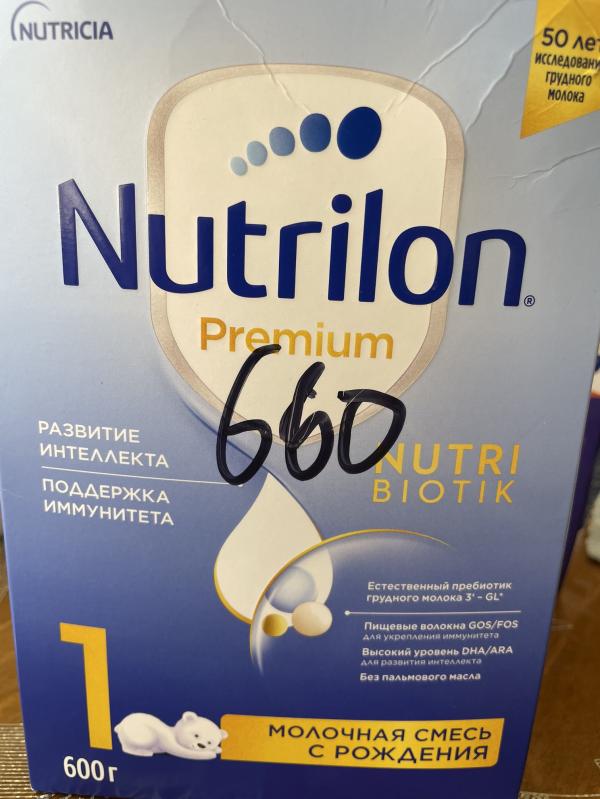 NUTRICIA
50 лет
исследований
грудного
молока
Nutrilon®
Premium
660
РАЗВИТИЕ
ИНТЕЛЛЕКТА
ПОДДЕРЖКА
ИММУНИТЕТА
NUTRI
BIOTIK
Естественный пребиотик
грудного молока 3' – GL*
Пищевые волокна GOS/FOS
для укрепления иммунитета
Высокий уровень DHA/ARA
для развития интеллекта
Без пальмового масла
1
600 г
МОЛОЧНАЯ СМЕСЬ
С РОЖДЕНИЯ